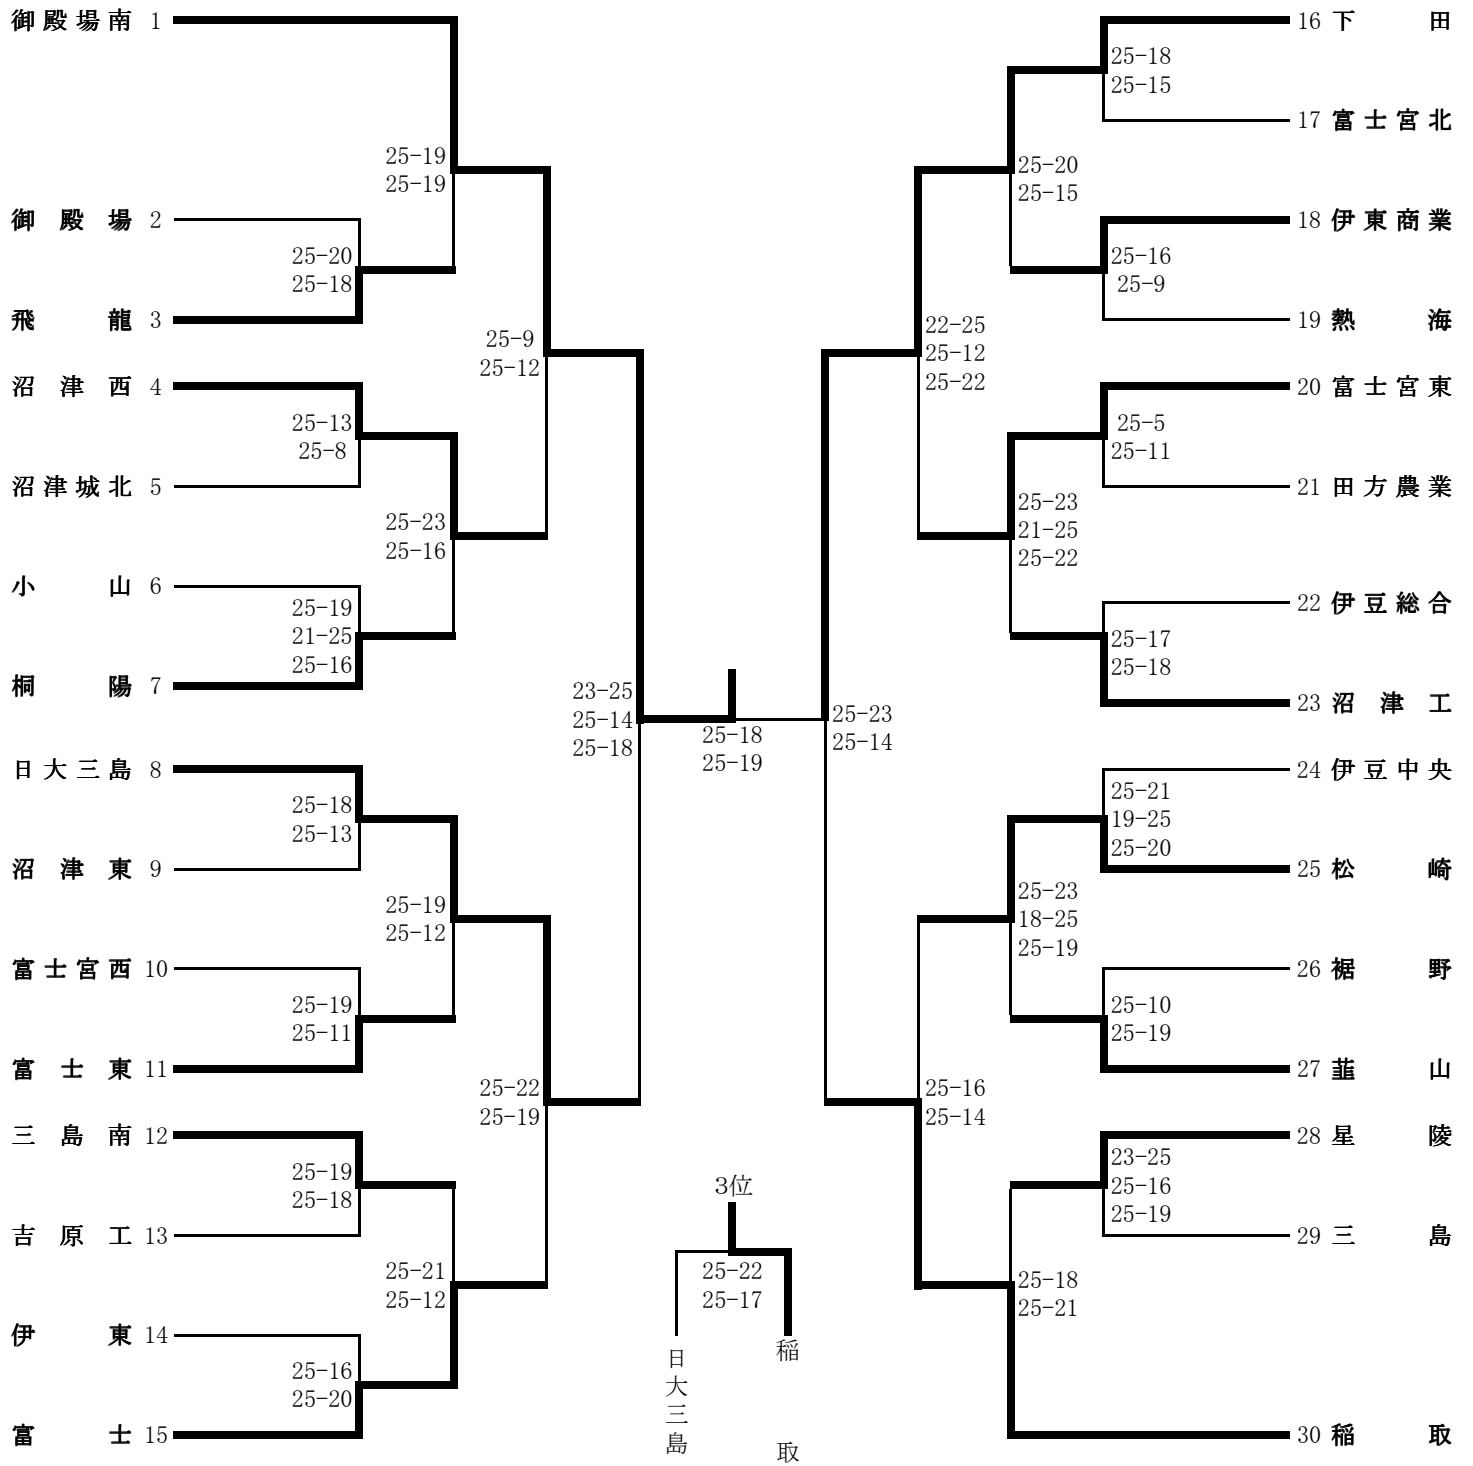 御殿場南 1
25-19
25-19
御殿場 2
25-20
25-18
飛龍 3
25-9
25-12
沼津西 4
25-13
25-8
沼津城北 5
25-23
25-16
小山 6
25-19
21-25
25-16
桐陽 7
23-25
25-14
25-18
日大三島 8
25-18
25-13
沼津東 9
25-19
25-12
富士宮西 10
25-19
25-11
富士東 11
25-22
25-19
三島南 12
25-19
25-18
吉原工 13
25-21
25-12
伊東 14
25-16
25-20
富士 15
25-18
25-19
3位
25-22
25-17
日大三島
稲取
16 下田
25-18
25-15
17 富士宮北
25-20
25-15
18 伊東商業
25-16
25-9
19 熱海
22-25
25-12
25-22
20 富士宮東
25-5
25-11
21 田方農業
25-23
21-25
25-22
22 伊豆総合
25-17
25-18
23 沼津工
25-23
25-14
24 伊豆中央
25-21
19-25
25-20
25 松崎
25-23
18-25
25-19
26 裾野
25-10
25-19
27 韮山
25-16
25-14
28 星陵
23-25
25-16
25-19
29 三島
25-18
25-21
30 稲取